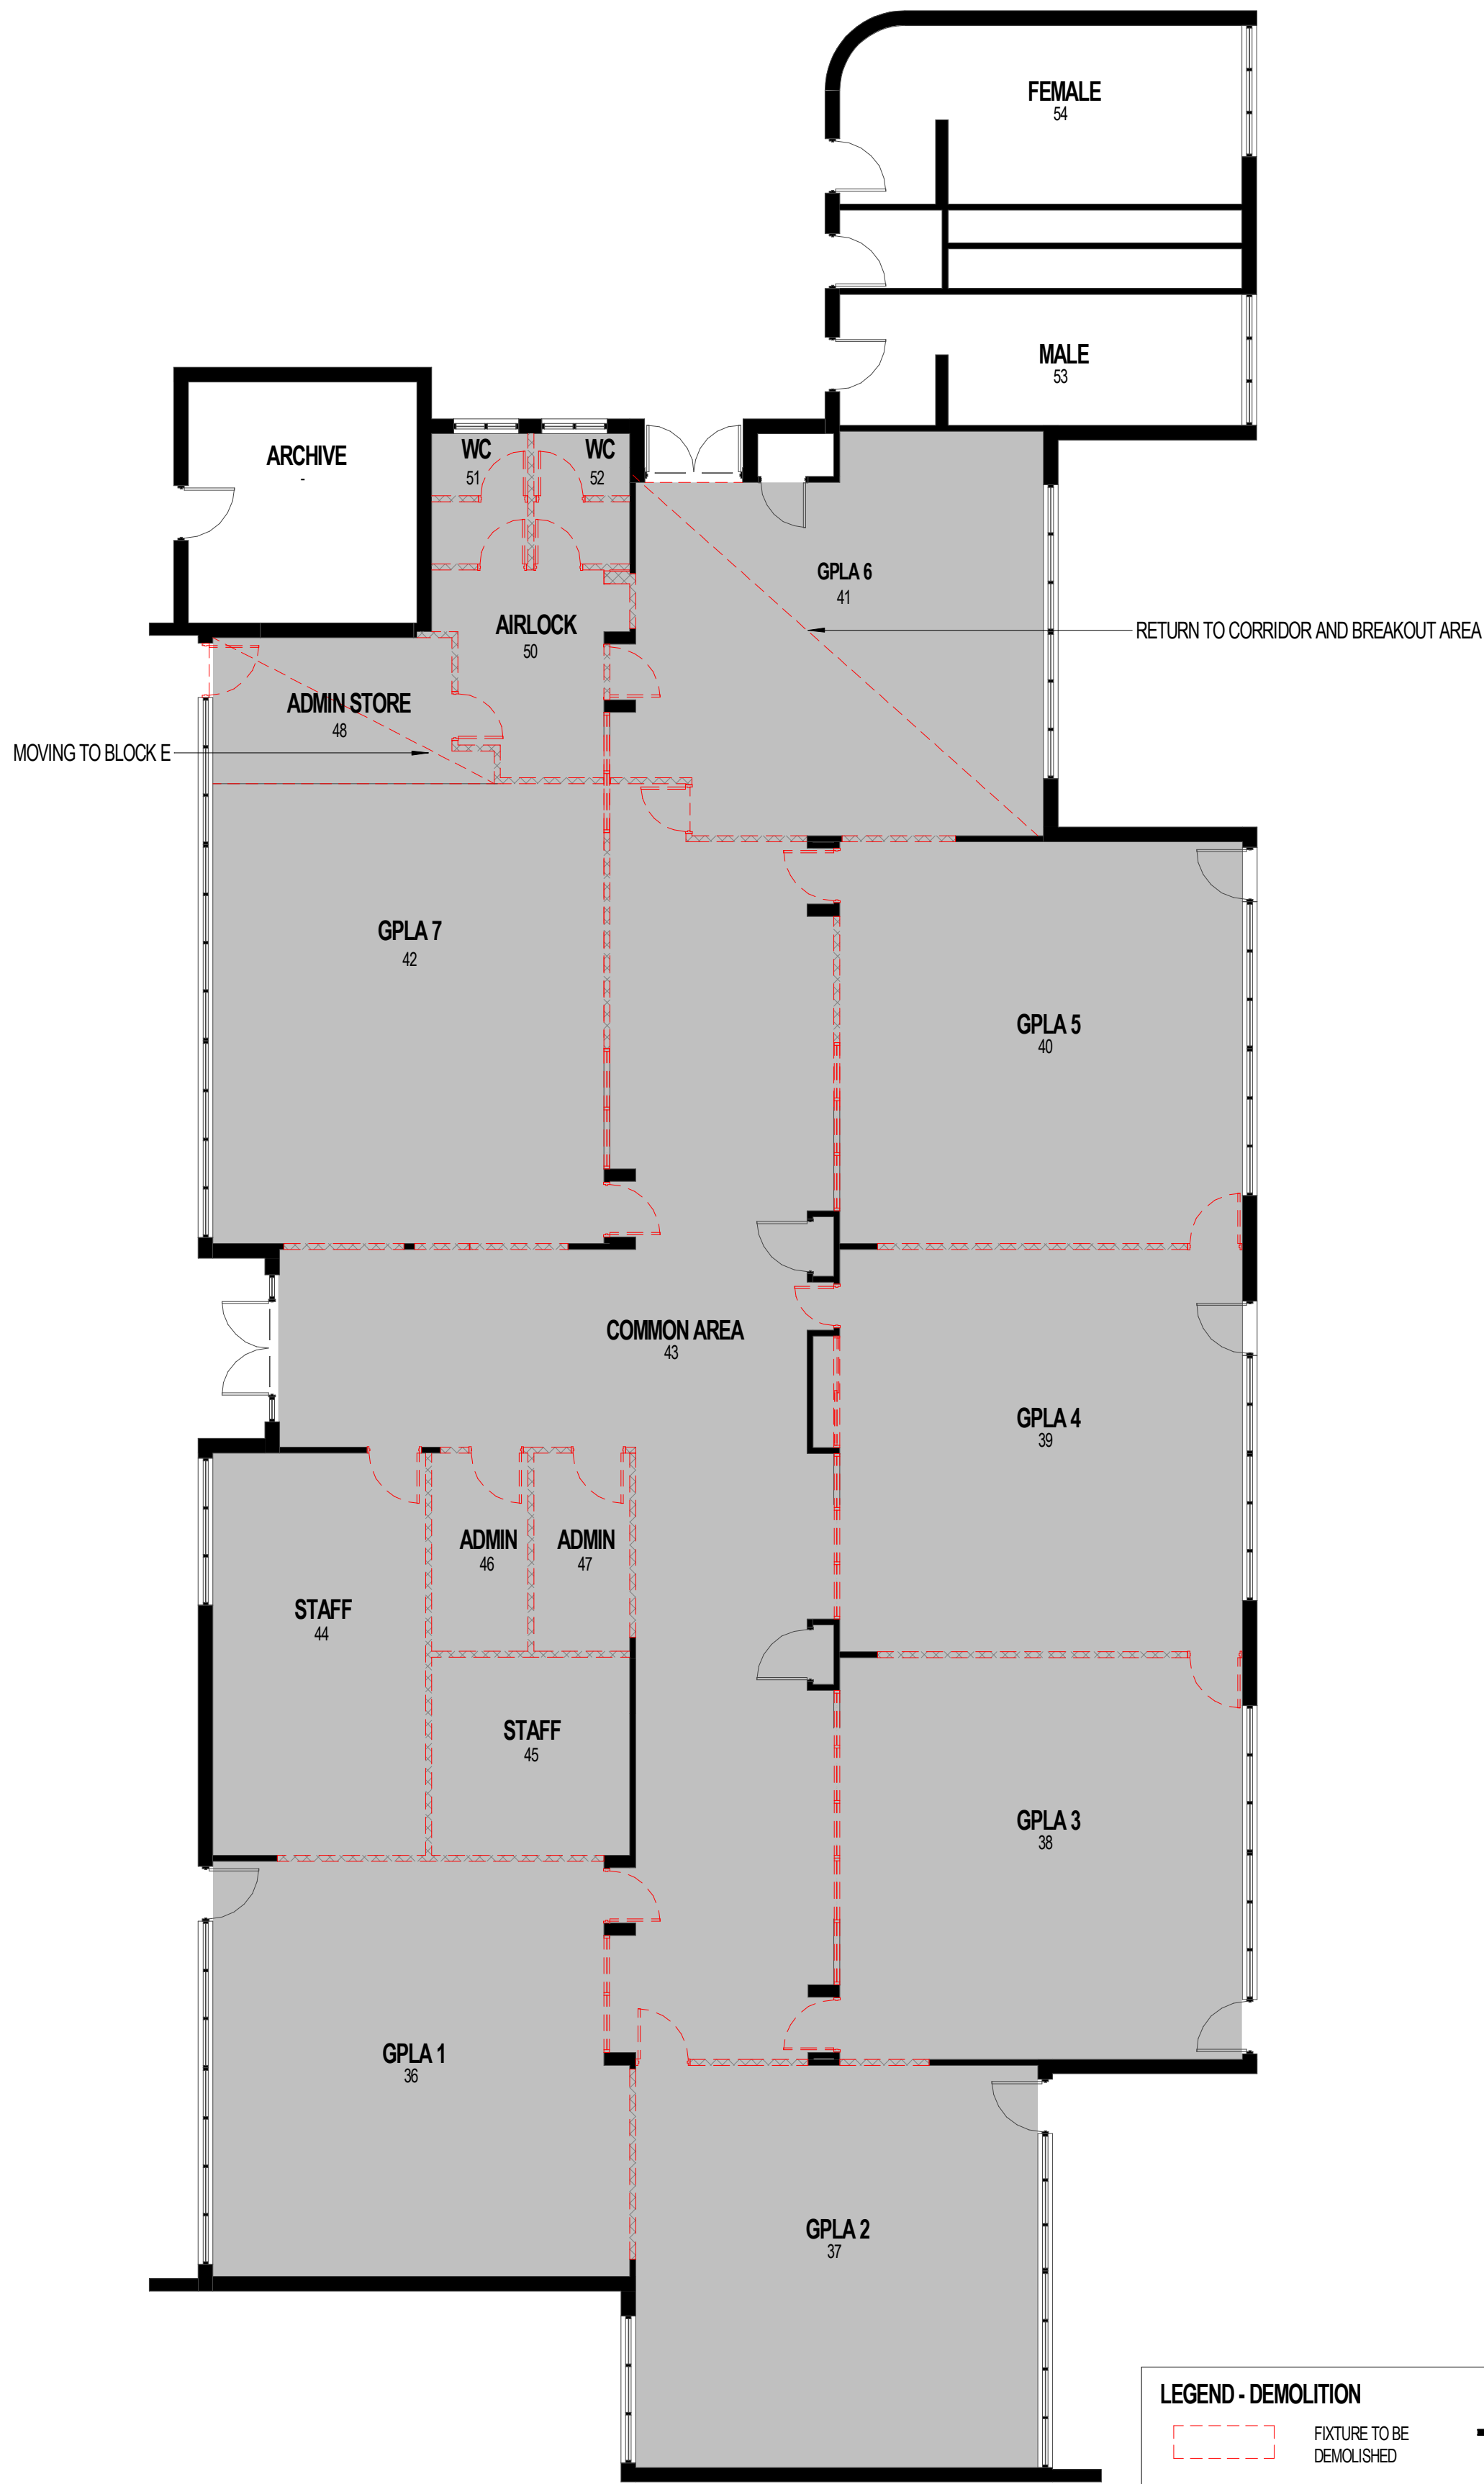 FEMALE
54
MALE
53
ARCHIVE
-
WC
51
WC
52
GPLA 6
41
AIRLOCK
50
RETURN TO CORRIDOR AND BREAKOUT AREA
ADMIN STORE
48
MOVING TO BLOCK E
GPLA 7
42
GPLA 5
40
COMMON AREA
43
GPLA 4
39
ADMIN
46
ADMIN
47
STAFF
44
STAFF
45
GPLA 3
38
GPLA 1
36
GPLA 2
37
LEGEND - DEMOLITION
FIXTURE TO BE
DEMOLISHED